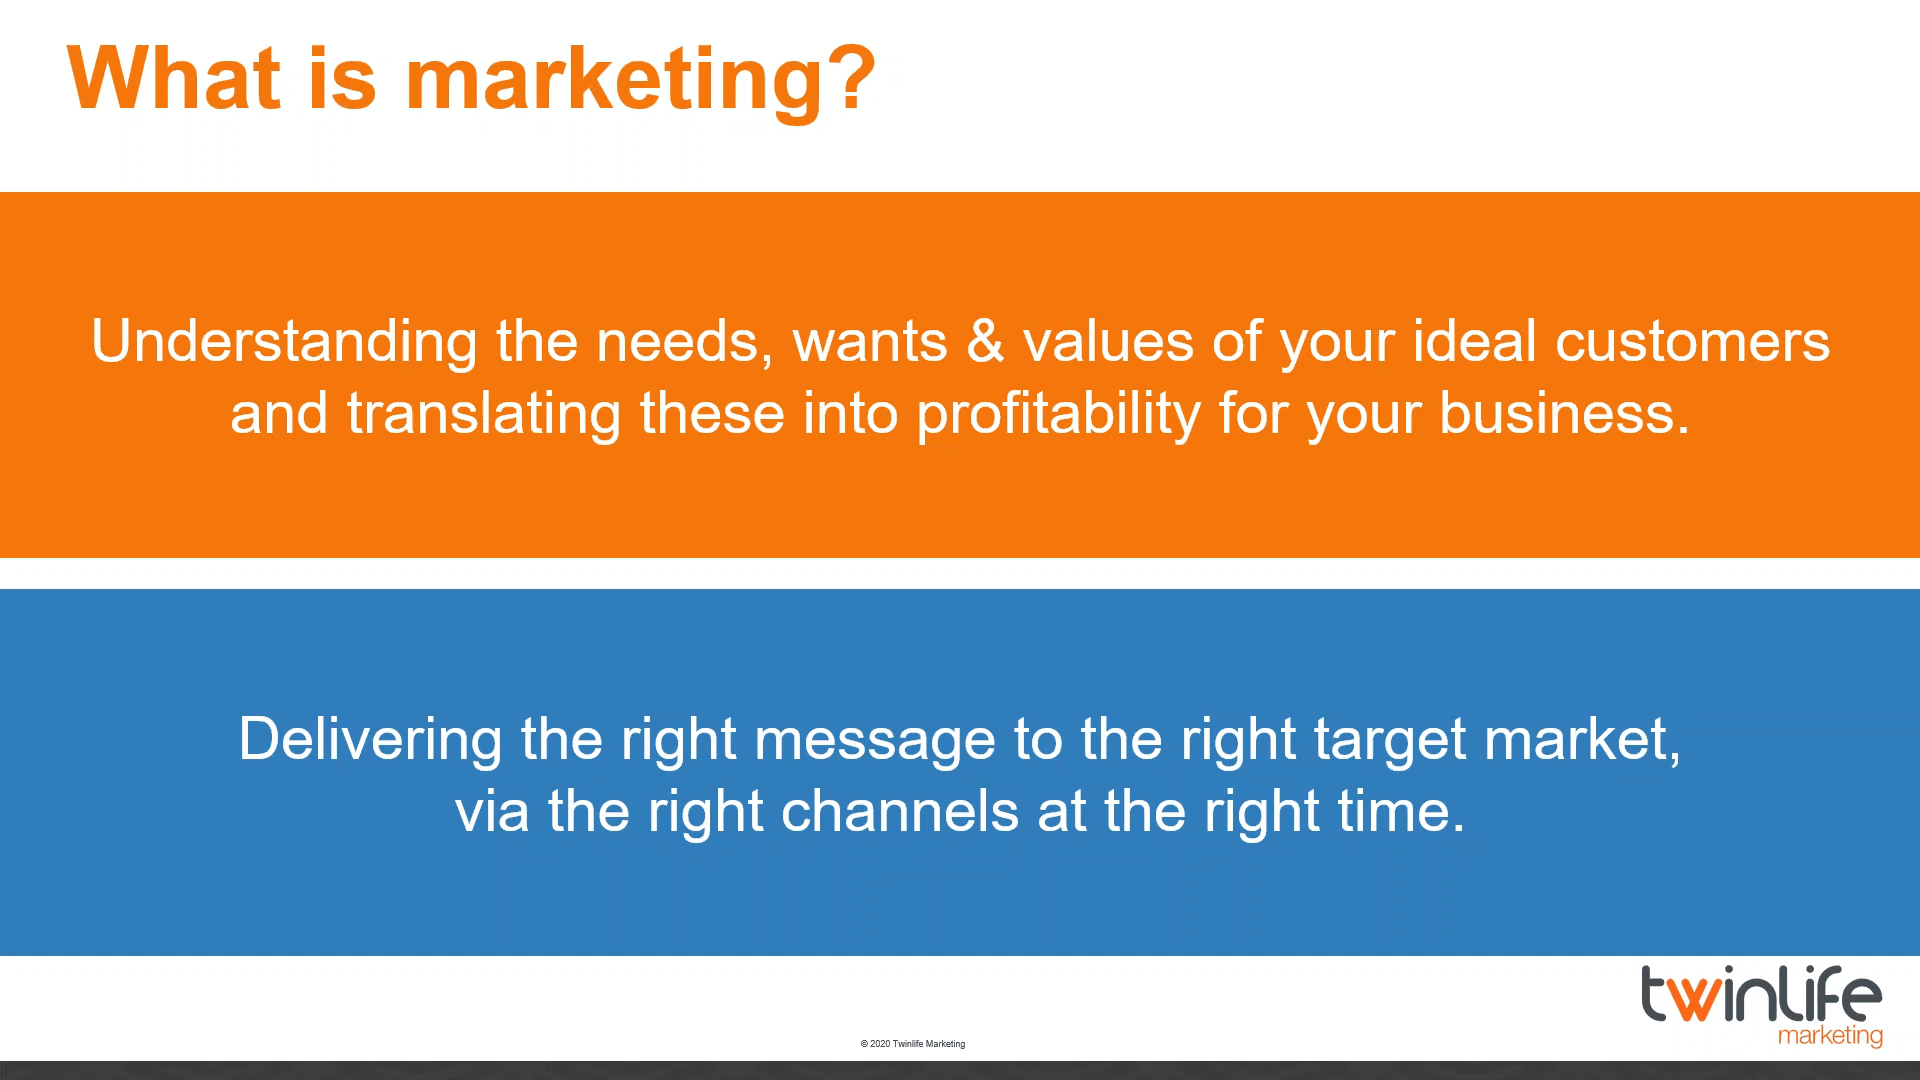 What is marketing?
Understanding the needs, wants & values of your ideal customers
and translating these into profitability for your business.
Delivering the right message to the right target market,
via the right channels at the right time.
twinlife
marketing
© 2020 Twinlife Marketing